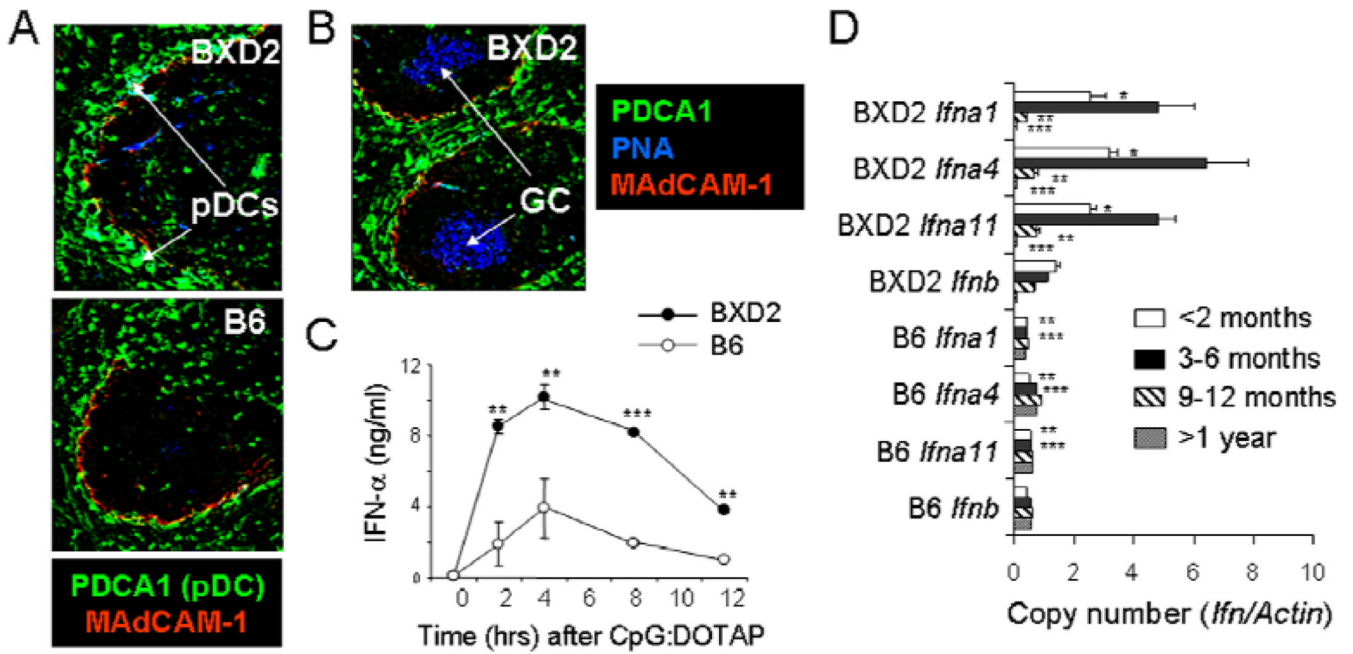 A
BXD2
pDCs
B6
PDCA1 (pDC)
MAdCAM-1
B
BXD2
GC
PDCA1
PNA
MAdCAM-1
C
BXD2
B6
IFN-α (ng/ml)
12
8
4
0
**
**
***
**
0 2 4 6 8 10 12
Time (hrs) after CpG:DOTAP
D
BXD2 Ifna1
*
**
***
BXD2 Ifna4
*
**
***
BXD2 Ifna11
*
**
***
BXD2 Ifnb
B6 Ifna1
**
***
B6 Ifna4
**
***
B6 Ifna11
**
***
B6 Ifnb
<2 months
3-6 months
9-12 months
>1 year
0 2 4 6 8 10
Copy number (Ifn/Actin)